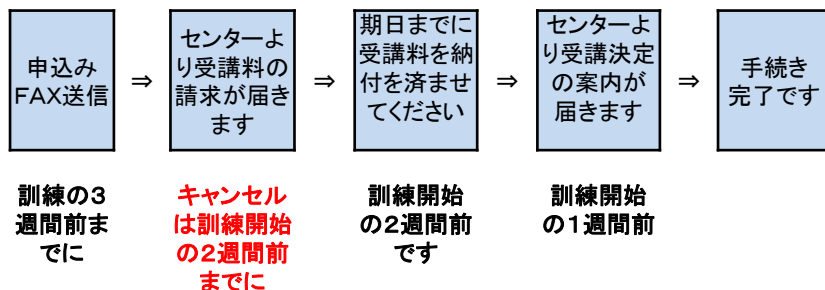 申込み
FAX送信
⇒
センターよ
り受講料の
請求が届き
ます
⇒
期日までに
受講料を納
付を済ませ
てください
⇒
センターよ
り受講決定
の案内が
届きます
⇒
手続き
完了です
訓練の3
週間前ま
でに
キャンセル
は訓練開始
の2週間前
までに
訓練開始
の2週間前
です
訓練開始
の1週間前